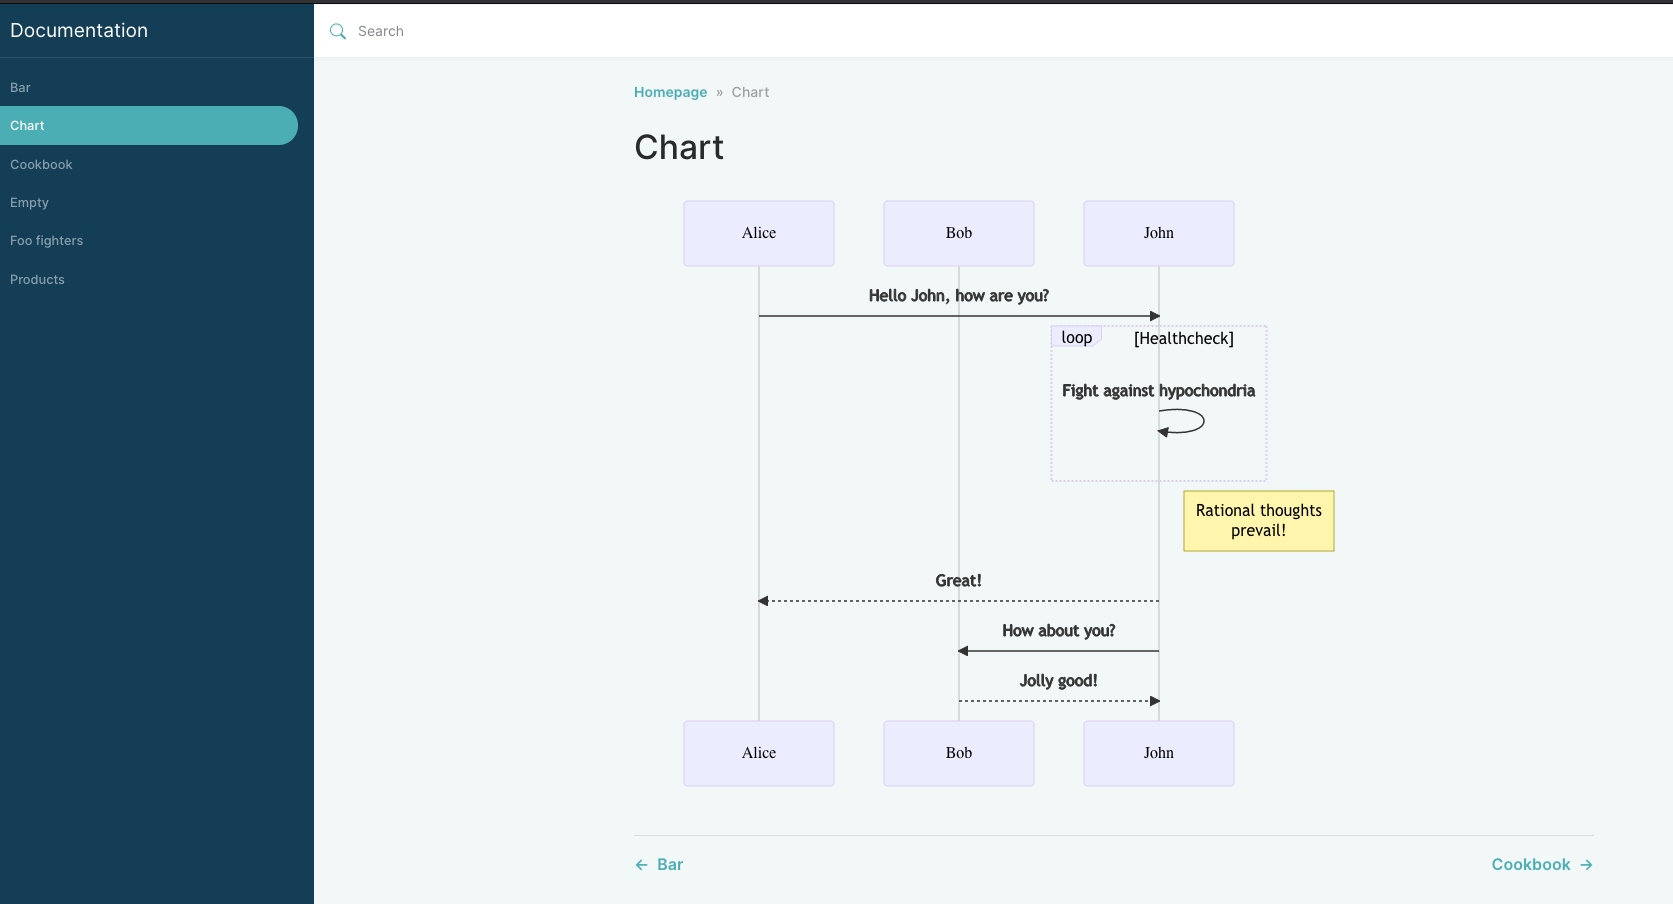 Documentation
Search
Bar
Chart
Cookbook
Empty
Foo fighters
Products
Homepage » Chart
Chart
Alice
Bob
John
Hello John, how are you?
loop
[Healthcheck]
Fight against hypochondria
Rational thoughts
prevail!
Great!
How about you?
Jolly good!
Alice
Bob
John
← Bar
Cookbook →